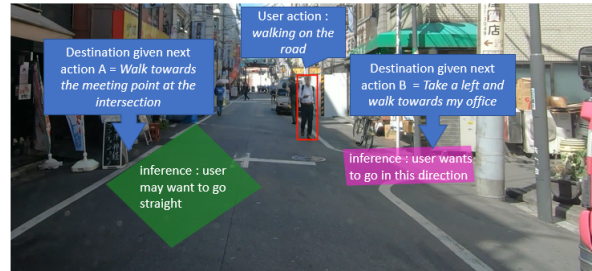 User action :
walking on the
road
Destination given next
action A = Walk towards
the meeting point at the
intersection
Destination given next
action B = Take a left and
walk towards my office
inference : user
may want to go
straight
inference : user wants
to go in this direction
店